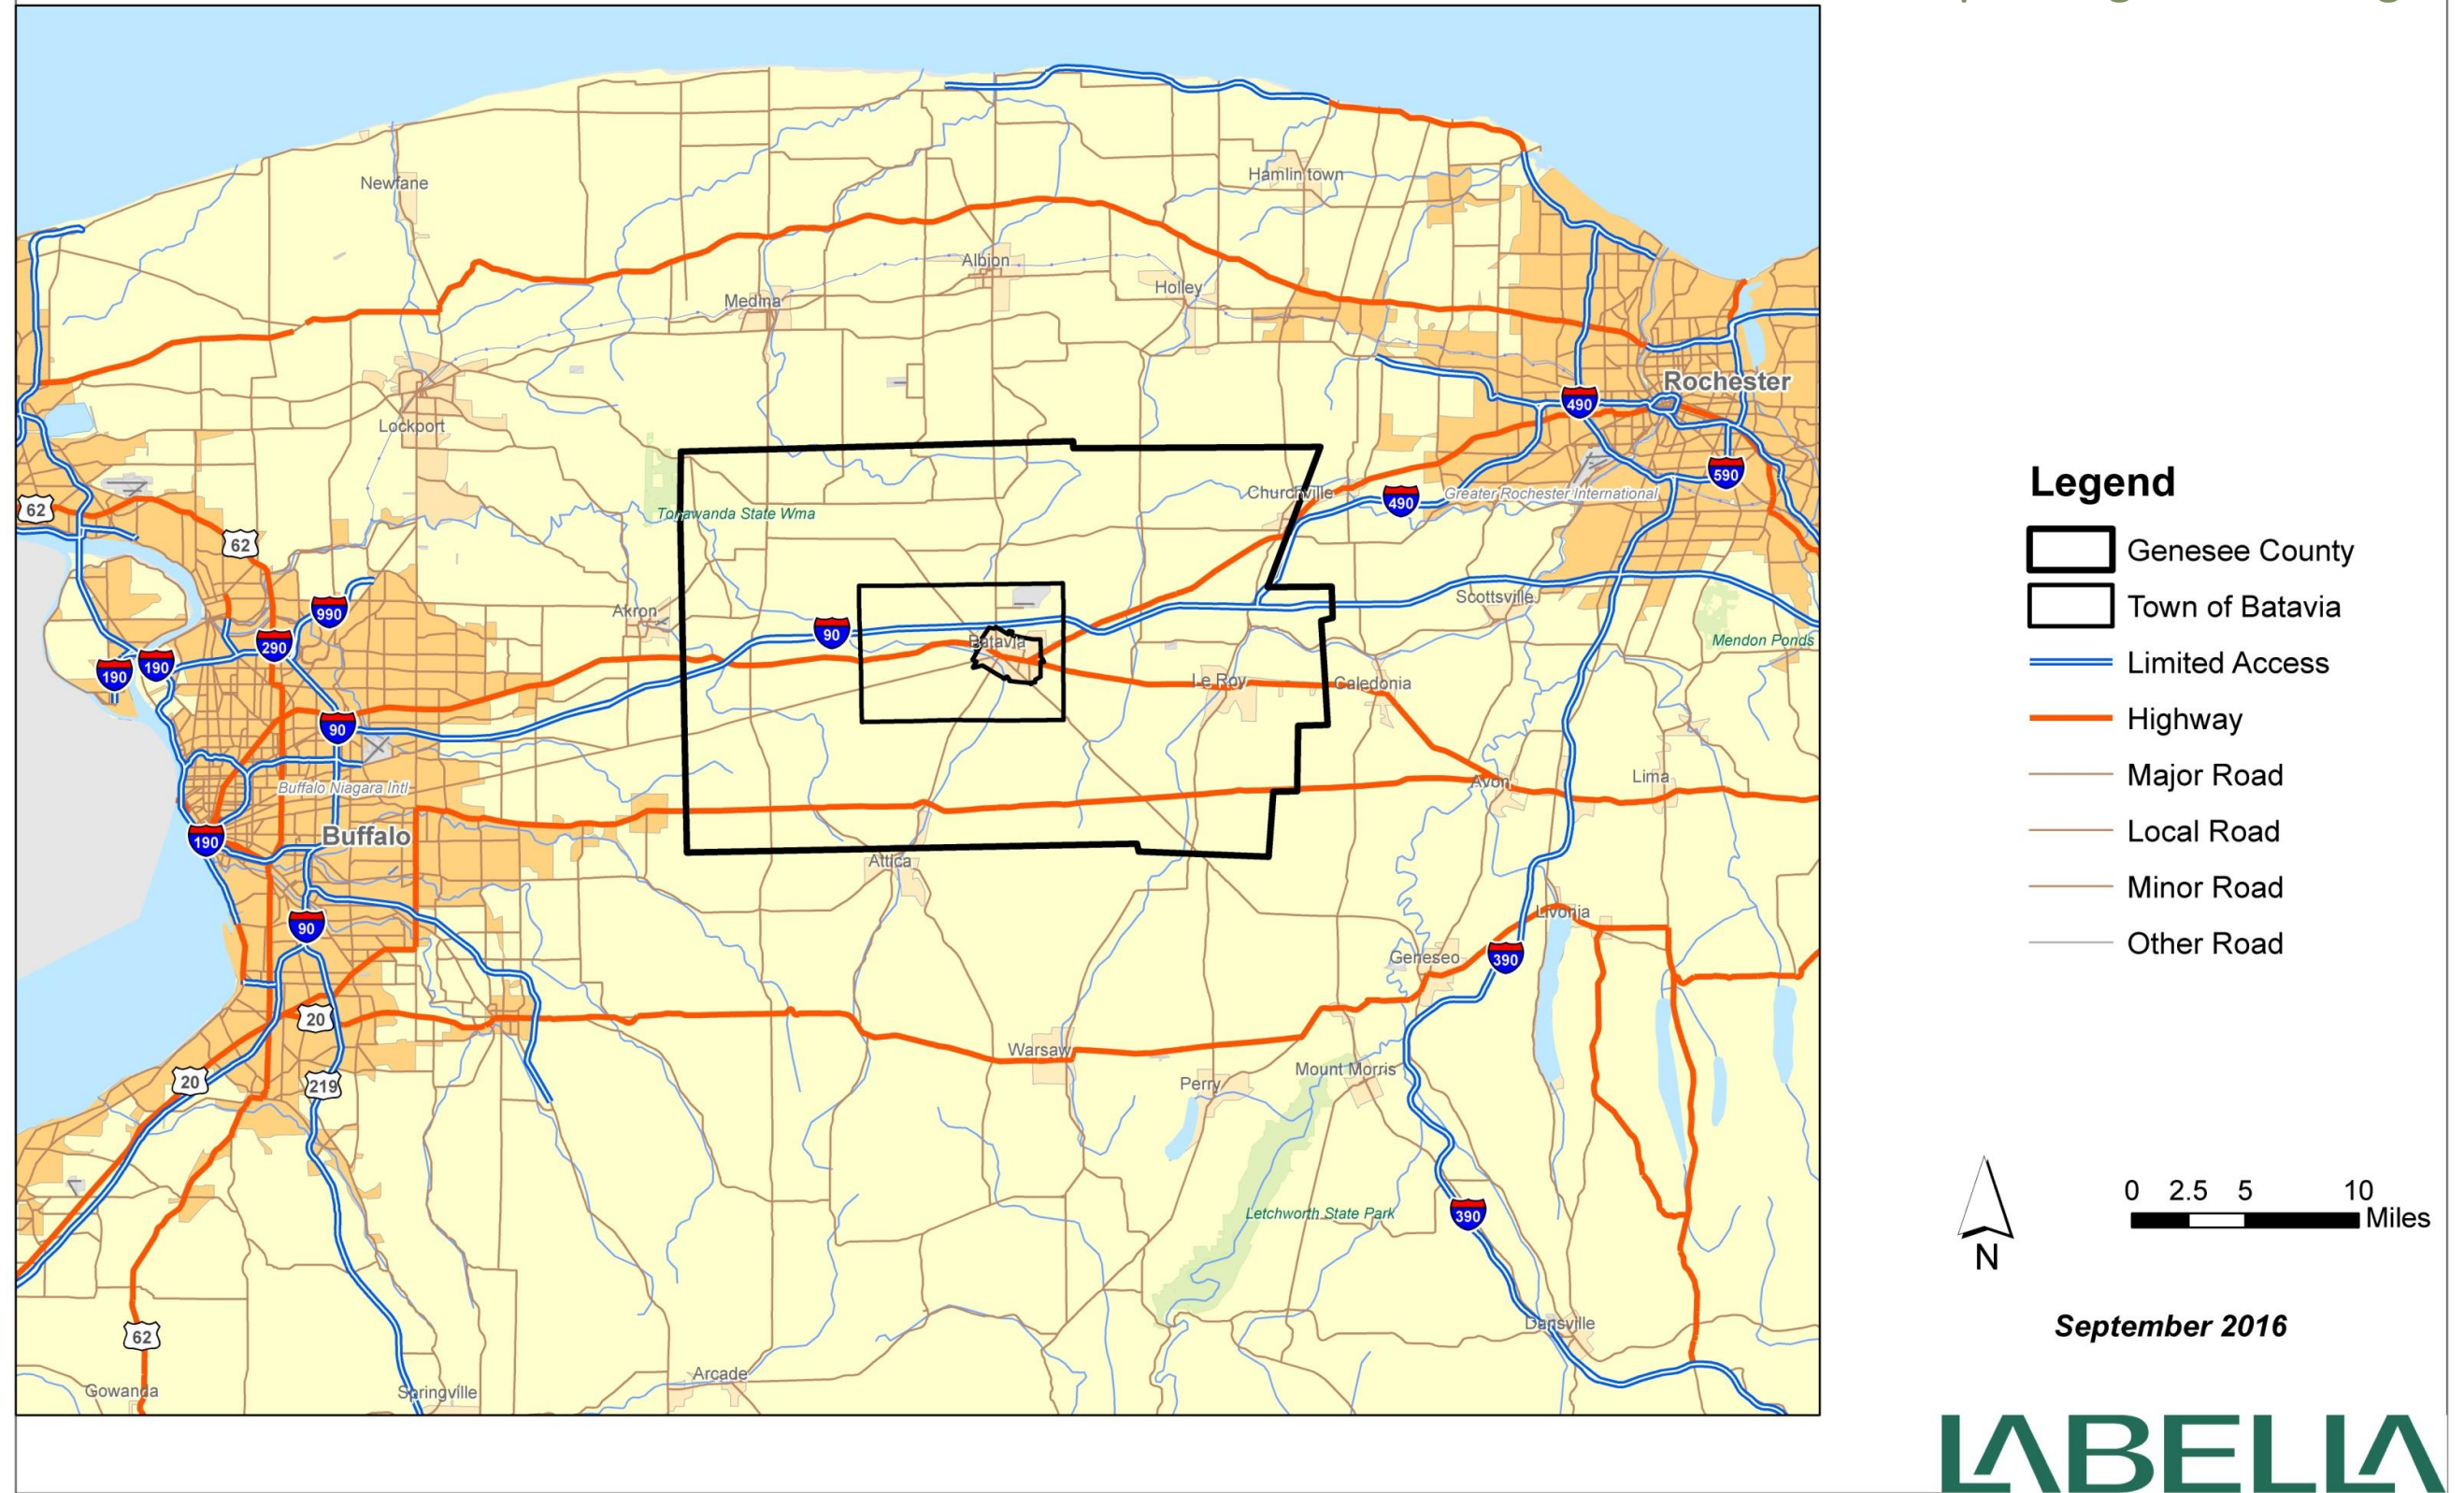 Newfane
Hamlin town
Albion
Holley
Medina
Rochester
490
Lockport
590
Churchville
490
Greater Rochester International
62
Tonawanda State Wma
62
990
Akron
Scottsville
90
290
Batavia
Mendon Ponds
190
190
Le Roy
Caledonia
90
Avon
Lima
Buffalo Niagara Intl
190
Buffalo
Attica
90
Livonia
Geneseo
390
20
Warsaw
Mount Morris
20
219
Perry
Letchworth State Park
390
Dansville
62
Arcade
Gowanda
Springville
Legend
Genesee County
Town of Batavia
Limited Access
Highway
Major Road
Local Road
Minor Road
Other Road
0 2.5 5 10
Miles
N
September 2016
LABELLA